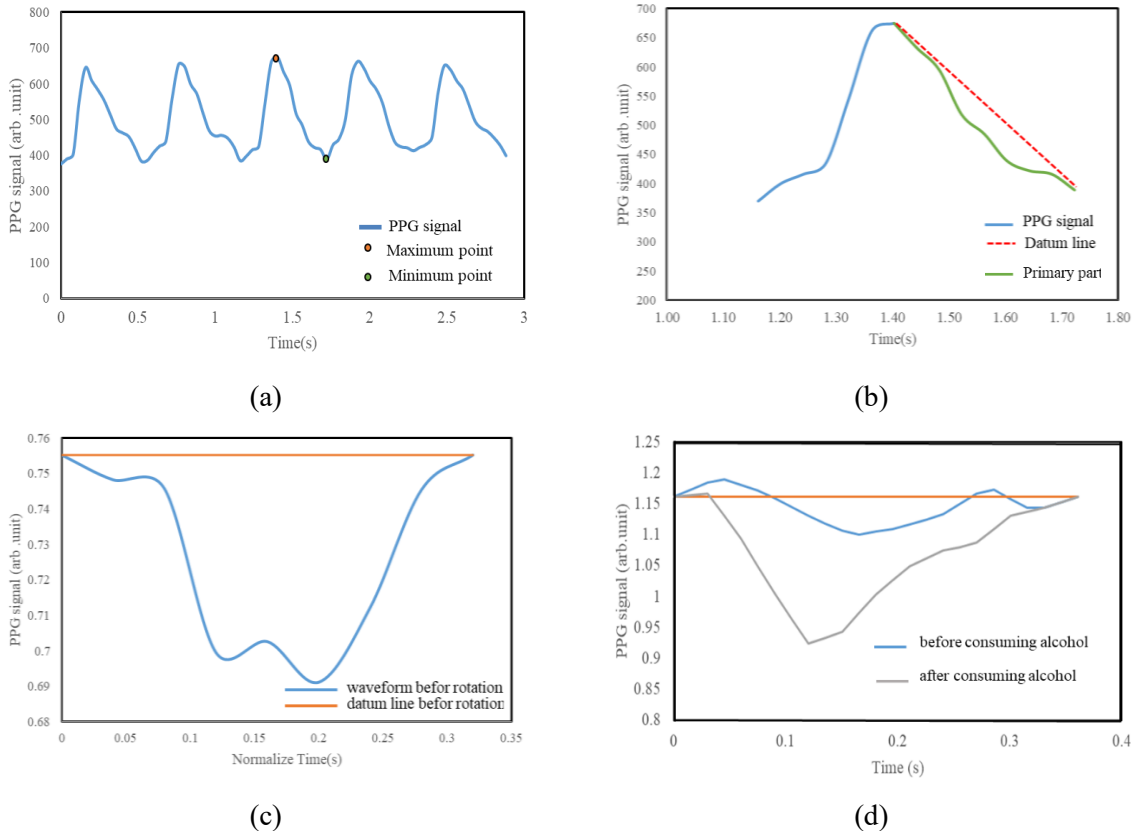 800
700
600
500
400
300
200
100
0
PPG signal (arb .unit)
PPG signal
Maximum point
Minimum point
0 0.5 1 1.5 2 2.5 3
Time(s)
(a)
700
650
600
550
500
450
400
350
300
250
200
PPG signal (arb .unit)
PPG signal
Datum line
Primary part
1.00 1.10 1.20 1.30 1.40 1.50 1.60 1.70 1.80
Time(s)
(b)
0.76
0.75
0.74
0.73
0.72
0.71
0.7
0.69
0.68
PPG signal (arb .unit)
waveform befor rotation
datum line befor rotation
0 0.05 0.1 0.15 0.2 0.25 0.3 0.35
Normalize Time(s)
(c)
1.25
1.2
1.15
1.1
1.05
1
0.95
0.9
0.85
0.8
PPG signal (arb.unit)
before consuming alcohol
after consuming alcohol
0 0.1 0.2 0.3 0.4
Time (s)
(d)